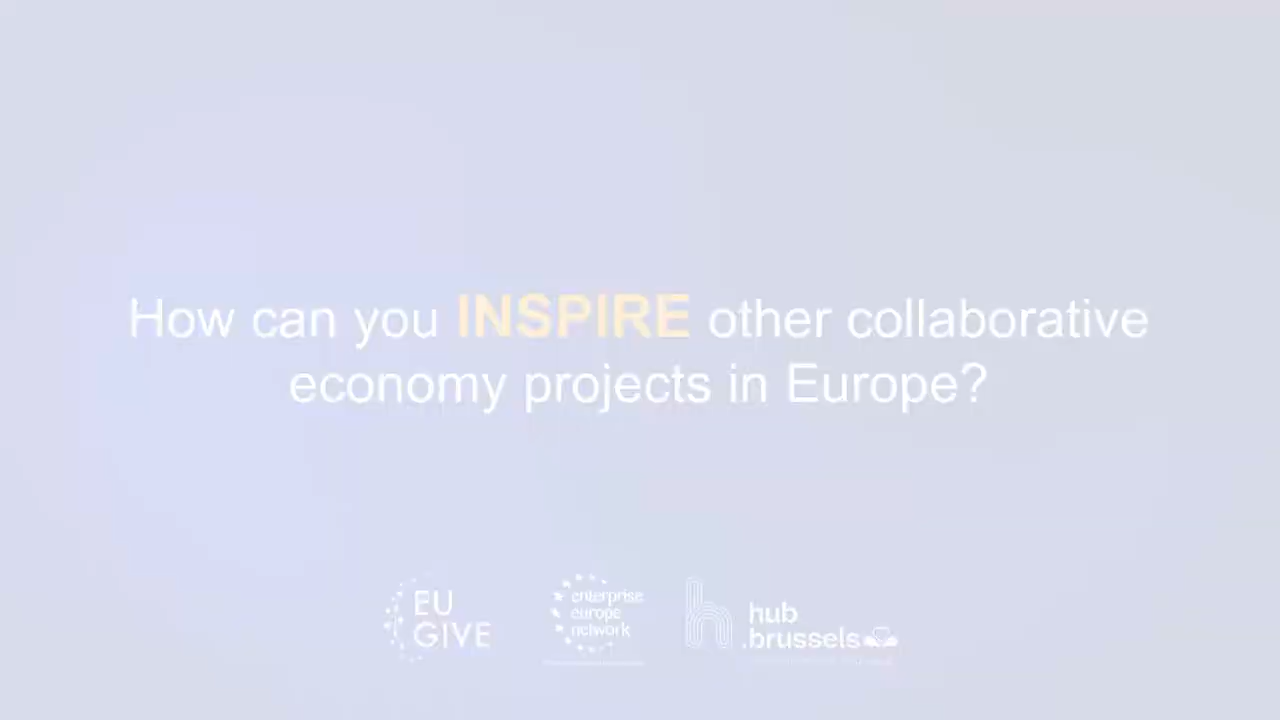 How can you INSPIRE other collaborative
economy projects in Europe?
EU
GIVE
enterprise
europe
network
hub
.brussels